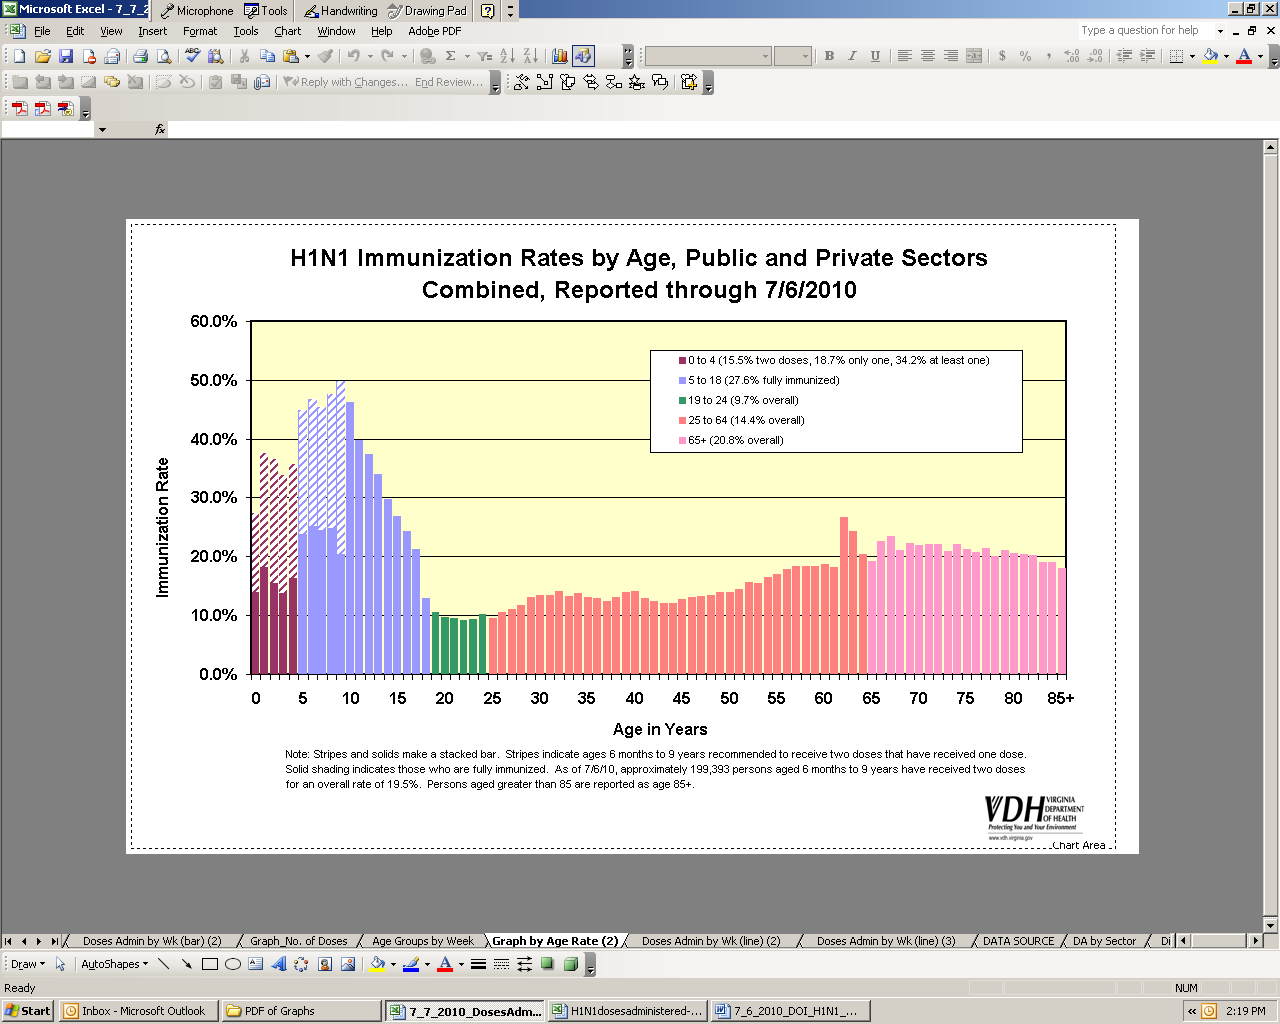 Microsoft Excel - 7_7_2
Microphone Tools Handwriting Drawing Pad
File Edit View Insert Format Tools Chart Window Help Adobe PDF
Type a question for help
Reply with Changes... End Review...
fx
H1N1 Immunization Rates by Age, Public and Private Sectors
Combined, Reported through 7/6/2010
60.0%
50.0%
40.0%
30.0%
20.0%
10.0%
0.0%
Immunization Rate
0 to 4 (15.5% two doses, 18.7% only one, 34.2% at least one)
5 to 18 (27.6% fully immunized)
19 to 24 (9.7% overall)
25 to 64 (14.4% overall)
65+ (20.8% overall)
0 5 10 15 20 25 30 35 40 45 50 55 60 65 70 75 80 85+
Age in Years
Note: Stripes and solids make a stacked bar. Stripes indicate ages 6 months to 9 years recommended to receive two doses that have received one dose.
Solid shading indicates those who are fully immunized. As of 7/6/10, approximately 199,393 persons aged 6 months to 9 years have received two doses
for an overall rate of 19.5%. Persons aged greater than 85 are reported as age 85+.
VDH VIRGINIA
DEPARTMENT
OF HEALTH
Protecting You and Your Environment
www.vdh.virginia.gov
Chart Area
Doses Admin by Wk (bar) (2) Graph_No. of Doses Age Groups by Week Graph by Age Rate (2) Doses Admin by Wk (line) (2) Doses Admin by Wk (line) (3) DATA SOURCE DA by Sector Di
Draw AutoShapes
Ready NUM
Start Inbox - Microsoft Outlook PDF of Graphs 7_7_2010_DosesAdm... H1N1dosesadministered-... 7_6_2010_DOI_H1N1_... 2:19 PM